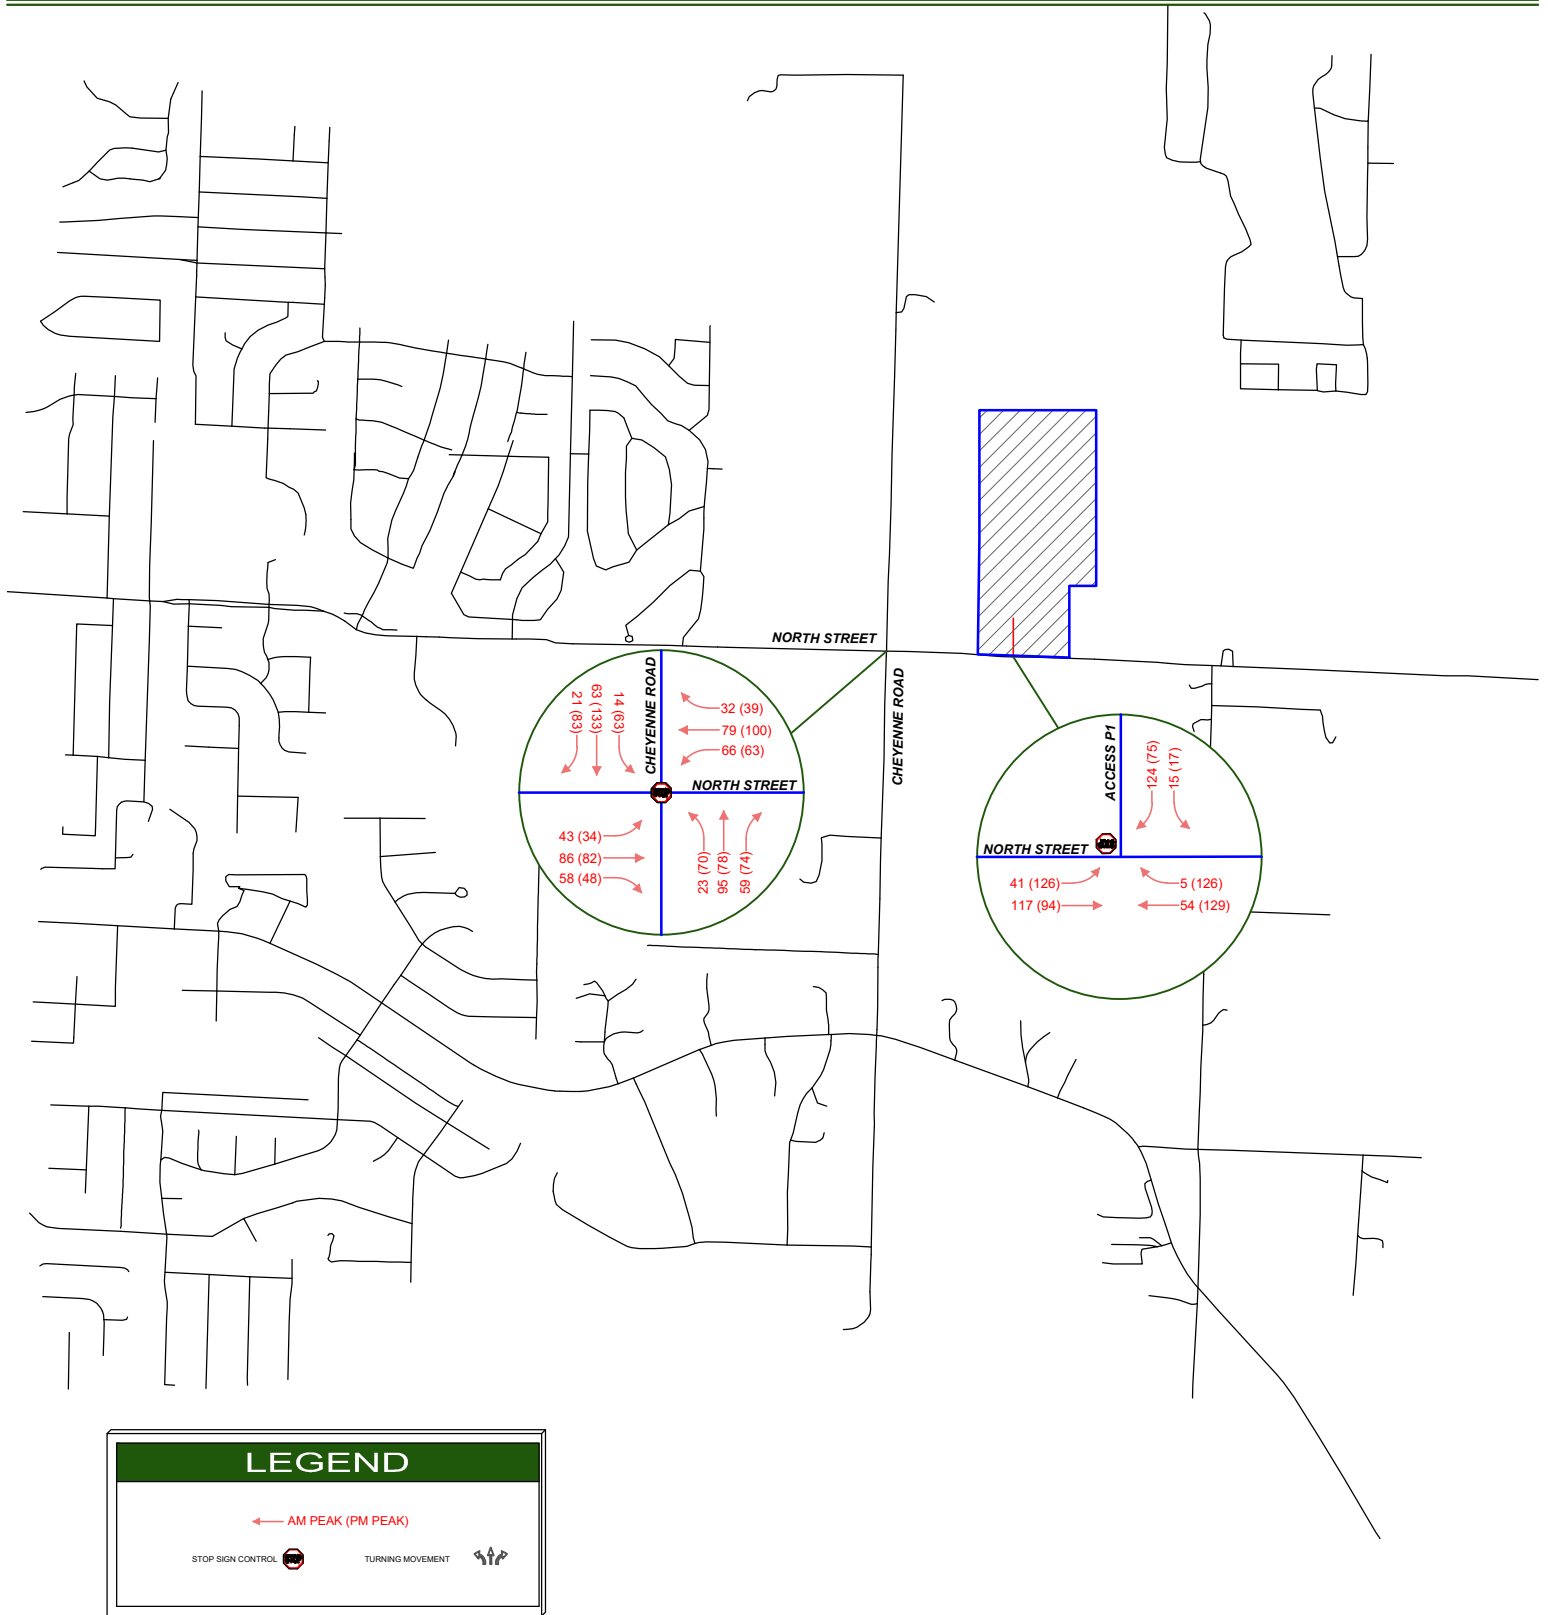 NORTH STREET
CHEYENNE ROAD
21 (83)
63 (133)
14 (63)
CHEYENNE ROAD
32 (39)
79 (100)
66 (63)
NORTH STREET
STOP
43 (34)
86 (82)
58 (48)
23 (70)
95 (78)
59 (74)
ACCESS P1
124 (75)
15 (17)
NORTH STREET
41 (126)
117 (94)
5 (126)
54 (129)
LEGEND
AM PEAK (PM PEAK)
STOP SIGN CONTROL
STOP
TURNING MOVEMENT